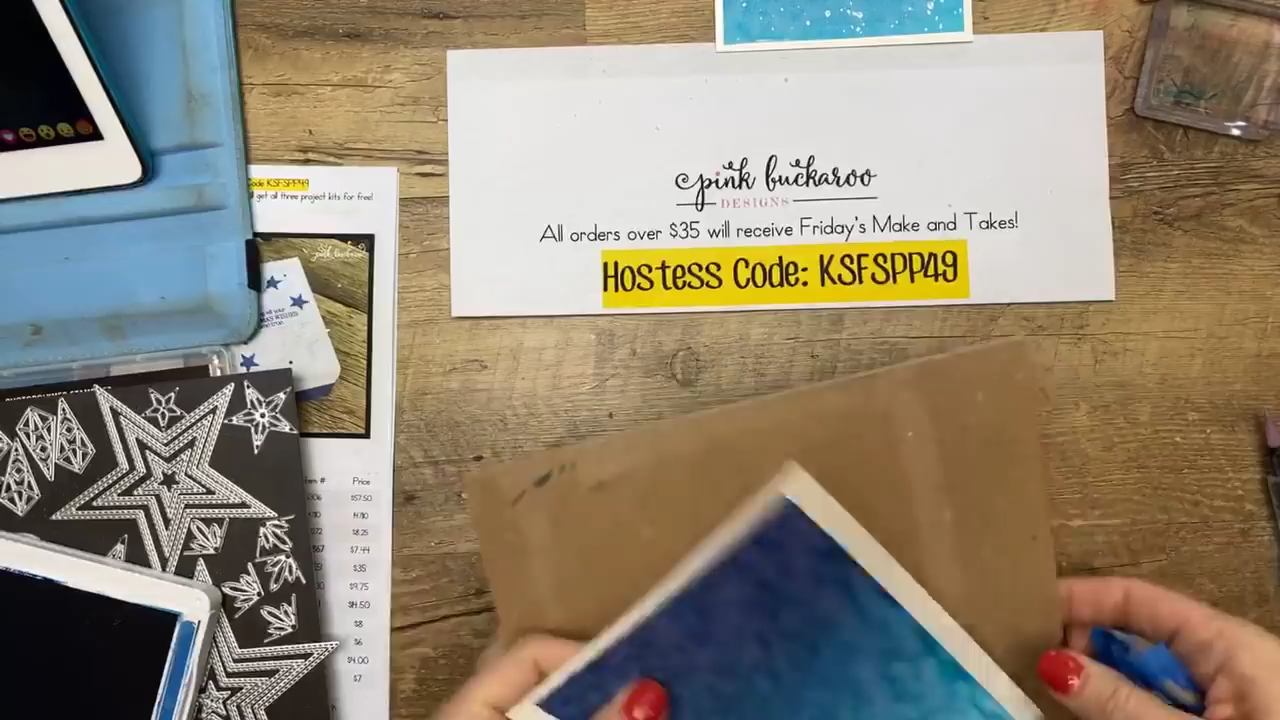 pink buckaroo
DESIGNS
All orders over $35 will receive Friday's Make and Takes!
Hostess Code: KSFSPP49
Code KSFSPP49
get all three project kits for free!
Price
$57.50
$8.25
$7.44
$35
$9.75
$14.50
$8
$6
$4.00
$7